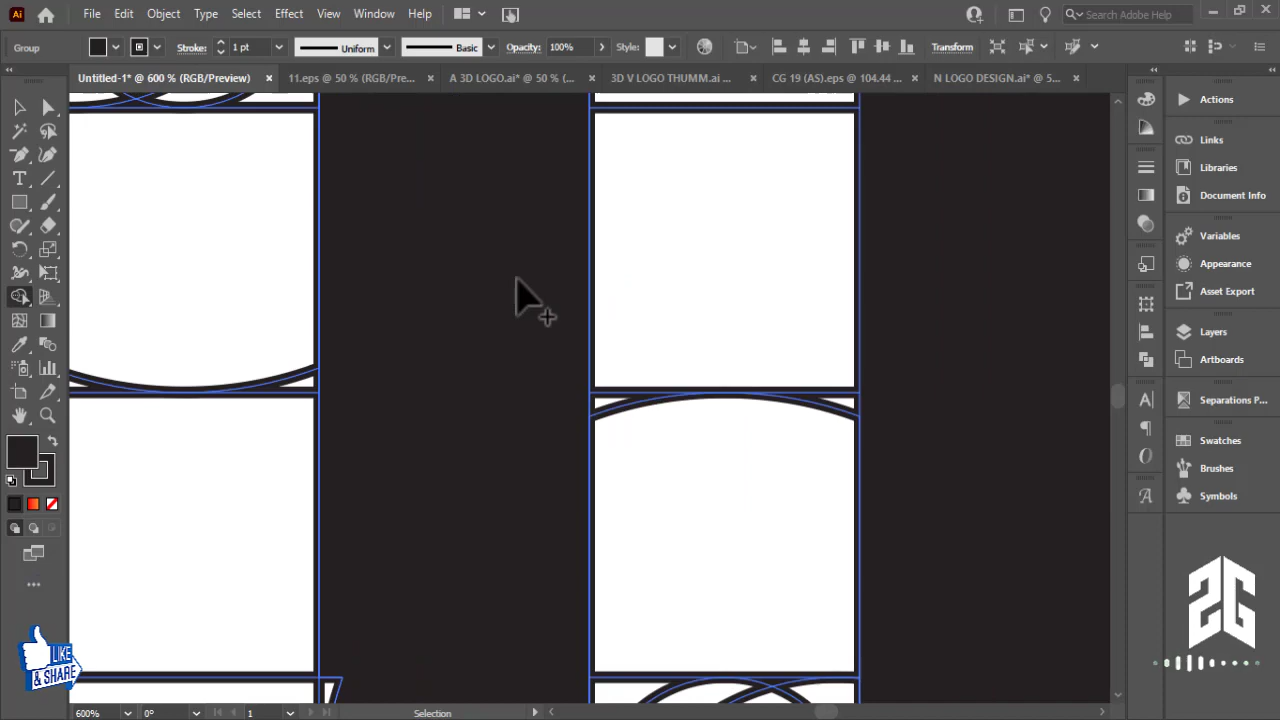 Ai File Edit Object Type Select Effect View Window Help Search Adobe Help
Group Stroke: 1 pt Uniform Basic Opacity: 100% Style: Transform
Untitled-1* @ 600 % (RGB/Preview) 11.eps @ 50 % (RGB/Pre... A 3D LOGO.ai* @ 50 % (... 3D V LOGO THUMM.ai ... CG 19 (AS).eps @ 104.44 ... N LOGO DESIGN.ai* @ 5...
Actions
Links
Libraries
Document Info
Variables
Appearance
Asset Export
Layers
Artboards
Separations P...
Swatches
Brushes
Symbols
LIKE
& SHARE
600% 0° 1 Selection